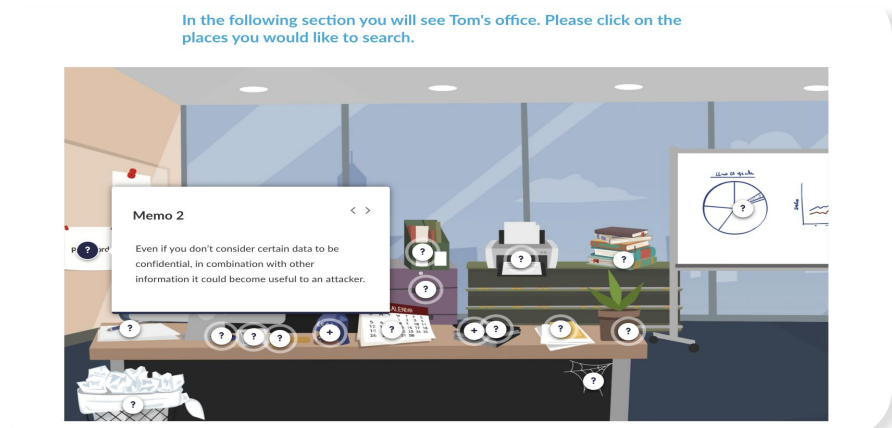 In the following section you will see Tom's office. Please click on the
places you would like to search.
Memo 2
Even if you don't consider certain data to be
confidential, in combination with other
information it could become useful to an attacker.